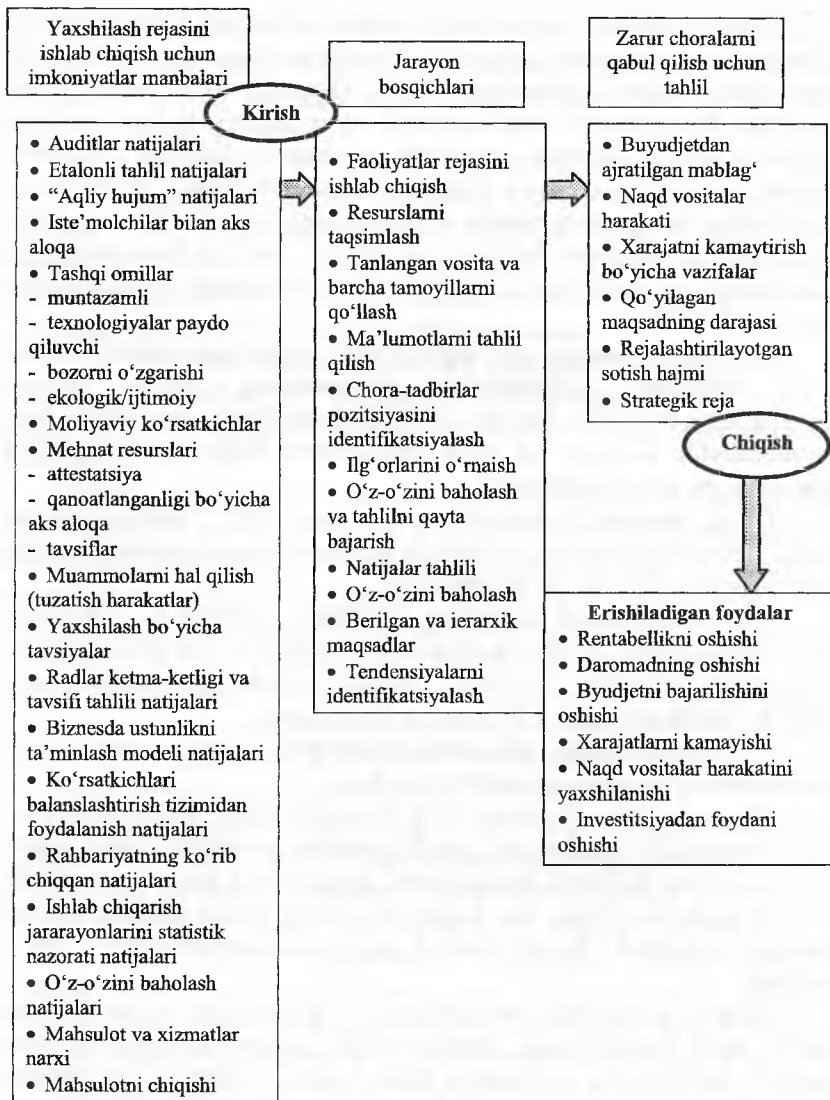 Yaxshilash rejasini
ishlab chiqish uchun
imkoniyatlar manbalari
Kirish
• Auditlar natijalari
• Etalonli tahlil natijalari
• “Aqliy hujum” natijalari
• Iste’molchilar bilan aks
aloqa
• Tashqi omillar
- muntazamli
- texnologiyalar paydo
qiluvchi
- bozorni o‘zgarishi
- ekologik/ijtimoiy
• Moliyaviy ko‘rsatkichlar
• Mehnat resurslari
- attestatsiya
- qanoatlanganligi bo‘yicha
aks aloqa
- tavsiflar
• Muammolarni hal qilish
(tuzatish harakatlar)
• Yaxshilash bo‘yicha
tavsiyalar
• Radlar ketma-ketligi va
tavsifi tahlili natijalari
• Biznesda ustunlikni
ta’minlash modeli natijalari
• Ko‘rsatkichlari
balanslashtirish tizimidan
foydalanish natijalari
• Rahbariyatning ko‘rib
chiqqan natijalari
• Ishlab chiqarish
jararayonlarini statistik
nazorati natijalari
• O‘z-o‘zini baholash
natijalari
• Mahsulot va xizmatlar
narxi
• Mahsulotni chiqishi
Jarayon
bosqichlari
• Faoliyatlar rejasini
ishlab chiqish
• Resurslarni
taqsimlash
• Tanlangan vosita va
barcha tamoyillarni
qo‘llash
• Ma’lumotlarni tahlil
qilish
• Chora-tadbirlar
pozitsiyasini
identifikatsiyalash
• Ilg‘orlarini o‘rnaish
• O‘z-o‘zini baholash
va tahlilni qayta
bajarish
• Natijalar tahlili
• O‘z-o‘zini baholash
• Berilgan va ierarxik
maqsadlar
• Tendensiyalarni
identifikatsiyalash
Zarur choralarni
qabul qilish uchun
tahlil
• Buyudjetdan
ajratilgan mablag‘
• Naqd vositalar
harakati
• Xarajatni kamaytirish
bo‘yicha vazifalar
• Qo‘yilagan
maqsadning darajasi
• Rejalashtirilayotgan
sotish hajmi
• Strategik reja
Chiqish
Erishiladigan foydalar
• Rentabellikni oshishi
• Daromadning oshishi
• Byudjetni bajarilishini
oshishi
• Xarajatlarni kamayishi
• Naqd vositalar harakatini
yaxshilanishi
• Investitsiyadan foydani
oshishi